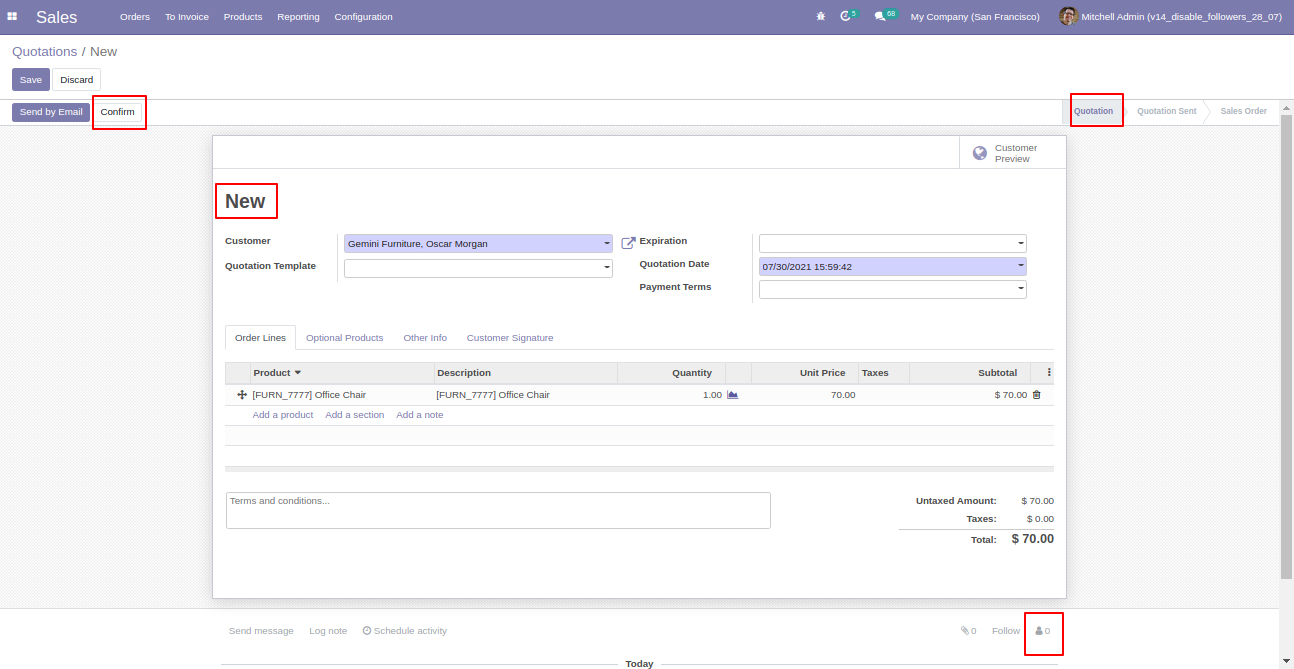 Sales Orders To Invoice Products Reporting Configuration 5 68 My Company (San Francisco) Mitchell Admin (v14_disable_followers_28_07)
Quotations / New
Save Discard
Send by Email Confirm Quotation Quotation Sent Sales Order
Customer
Preview
New
Customer Gemini Furniture, Oscar Morgan Expiration
Quotation Template Quotation Date 07/30/2021 15:59:42
Payment Terms
Order Lines Optional Products Other Info Customer Signature
Product Description Quantity Unit Price Taxes Subtotal
[FURN_7777] Office Chair [FURN_7777] Office Chair 1.00 70.00 $ 70.00
Add a product Add a section Add a note
Terms and conditions... Untaxed Amount: $ 70.00
Taxes: $ 0.00
Total: $ 70.00
Send message Log note Schedule activity 0 Follow 0
Today